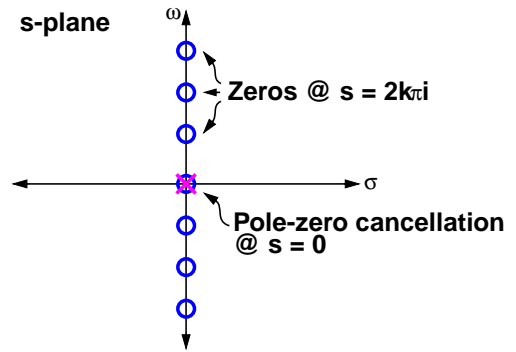 s-plane
ω
Zeros @ s = 2kπi
σ
Pole-zero cancellation
@ s = 0